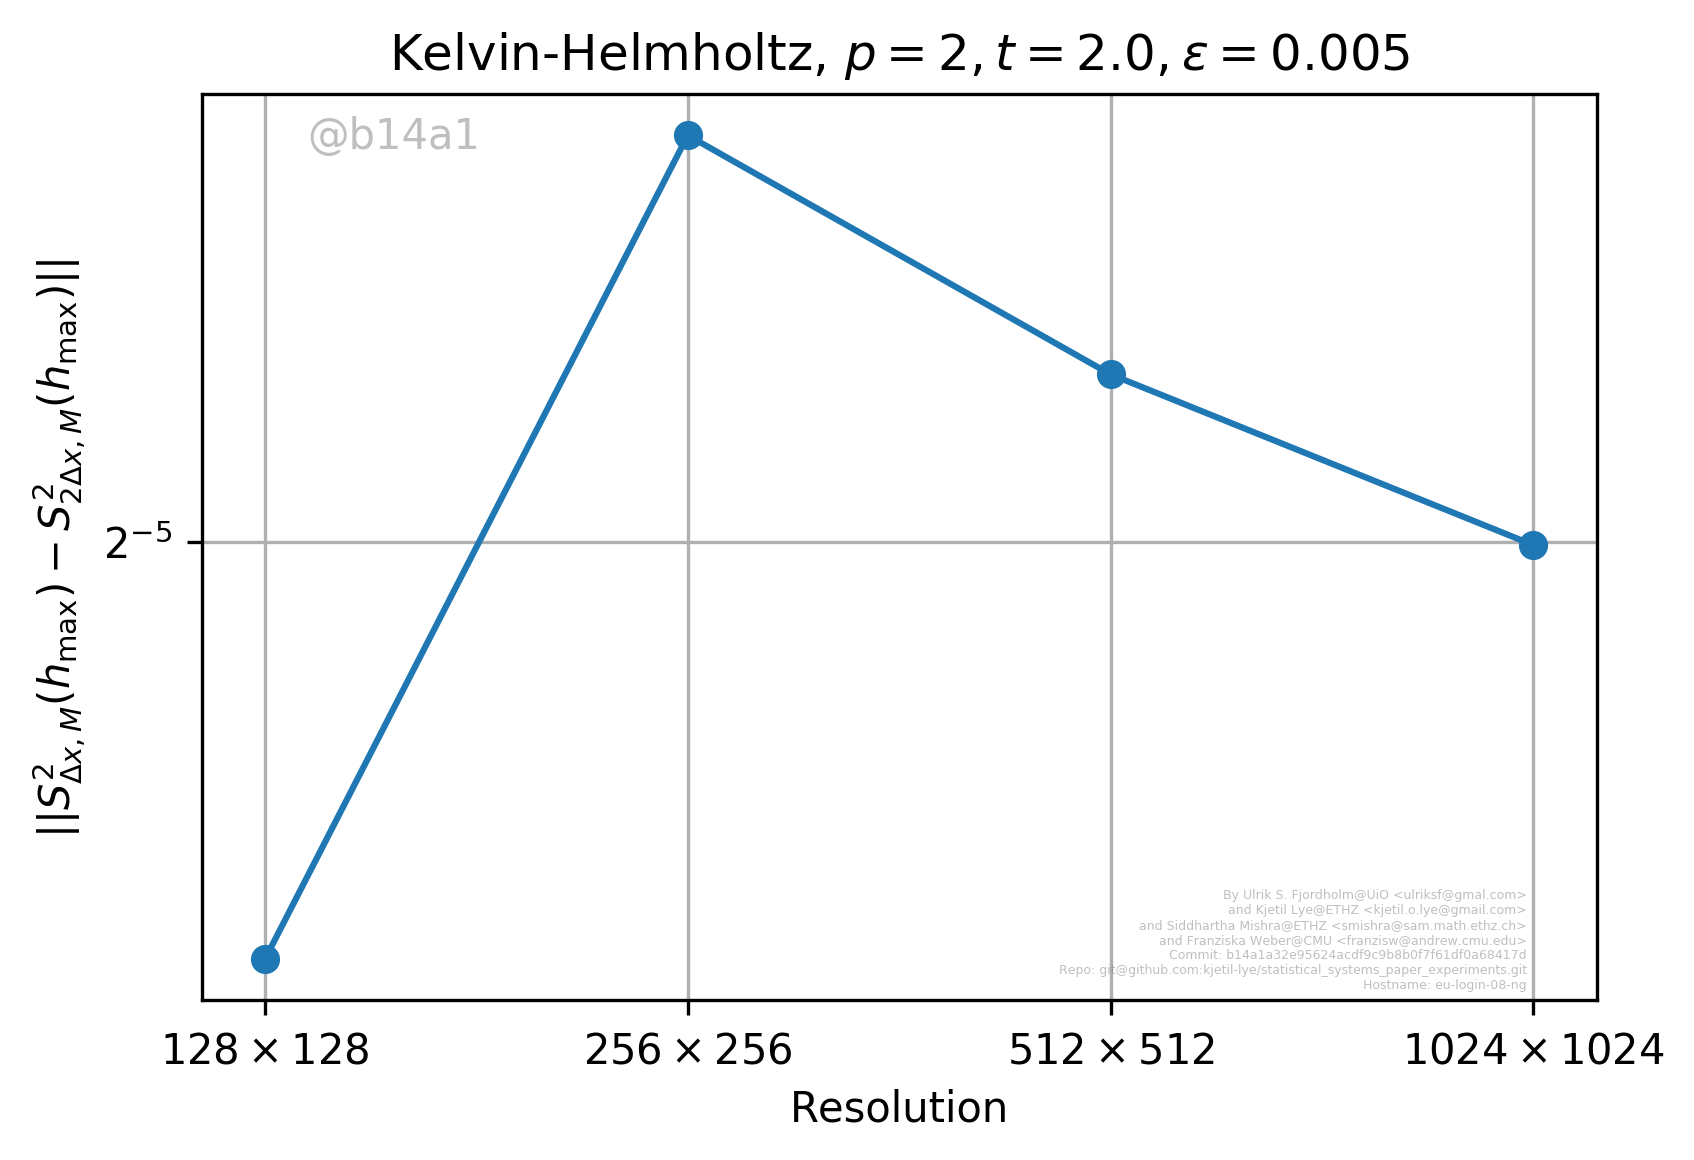 Kelvin-Helmholtz, p = 2, t = 2.0, ε = 0.005
@b14a1
||S²_{Δx, M}(h_max) − S²_{2Δx, M}(h_max)||
2⁻⁵
By Ulrik S. Fjordholm@UiO <ulriksf@gmal.com>
and Kjetil Lye@ETHZ <kjetil.o.lye@gmail.com>
and Siddhartha Mishra@ETHZ <smishra@sam.math.ethz.ch>
and Franziska Weber@CMU <franzisw@andrew.cmu.edu>
Commit: b14a1a32e95624acdf9c9b8b0f7f61df0a68417d
Repo: git@github.com:kjetil-lye/statistical_systems_paper_experiments.git
Hostname: eu-login-08-ng
128 × 128 256 × 256 512 × 512 1024 × 1024
Resolution